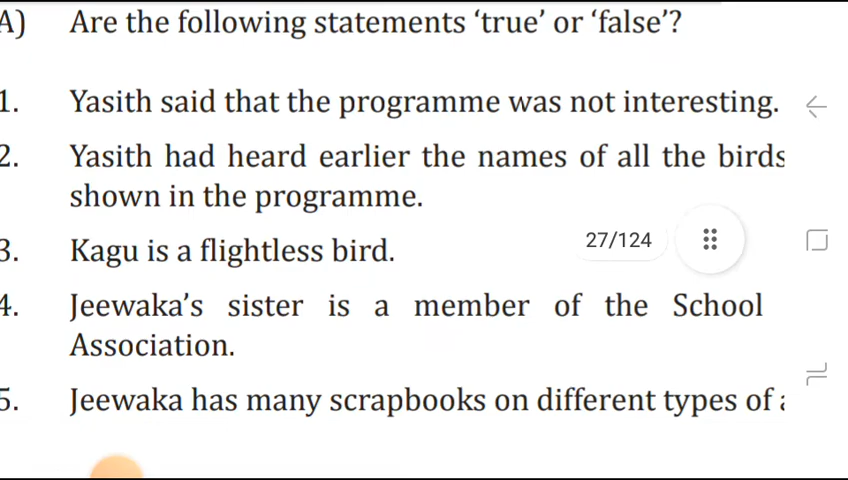 A) Are the following statements ‘true’ or ‘false’?
1. Yasith said that the programme was not interesting.
2. Yasith had heard earlier the names of all the birds
shown in the programme.
27/124
3. Kagu is a flightless bird.
4. Jeewaka’s sister is a member of the School
Association.
5. Jeewaka has many scrapbooks on different types of